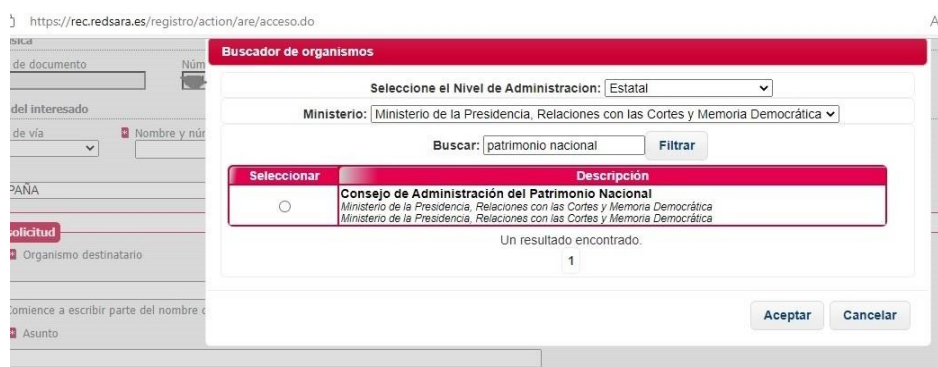 https://rec.redsara.es/registro/action/are/acceso.do
A
Buscador de organismos
de documento
Núm
Seleccione el Nivel de Administracion: Estatal
del interesado
Ministerio: Ministerio de la Presidencia, Relaciones con las Cortes y Memoria Democrática
de vía
Nombre y núr
Buscar: patrimonio nacional Filtrar
Seleccionar Descripción
PAÑA
Consejo de Administración del Patrimonio Nacional
Ministerio de la Presidencia, Relaciones con las Cortes y Memoria Democrática
Ministerio de la Presidencia, Relaciones con las Cortes y Memoria Democrática
solicitud
Un resultado encontrado.
Organismo destinatario
1
Comience a escribir parte del nombre
Aceptar Cancelar
Asunto